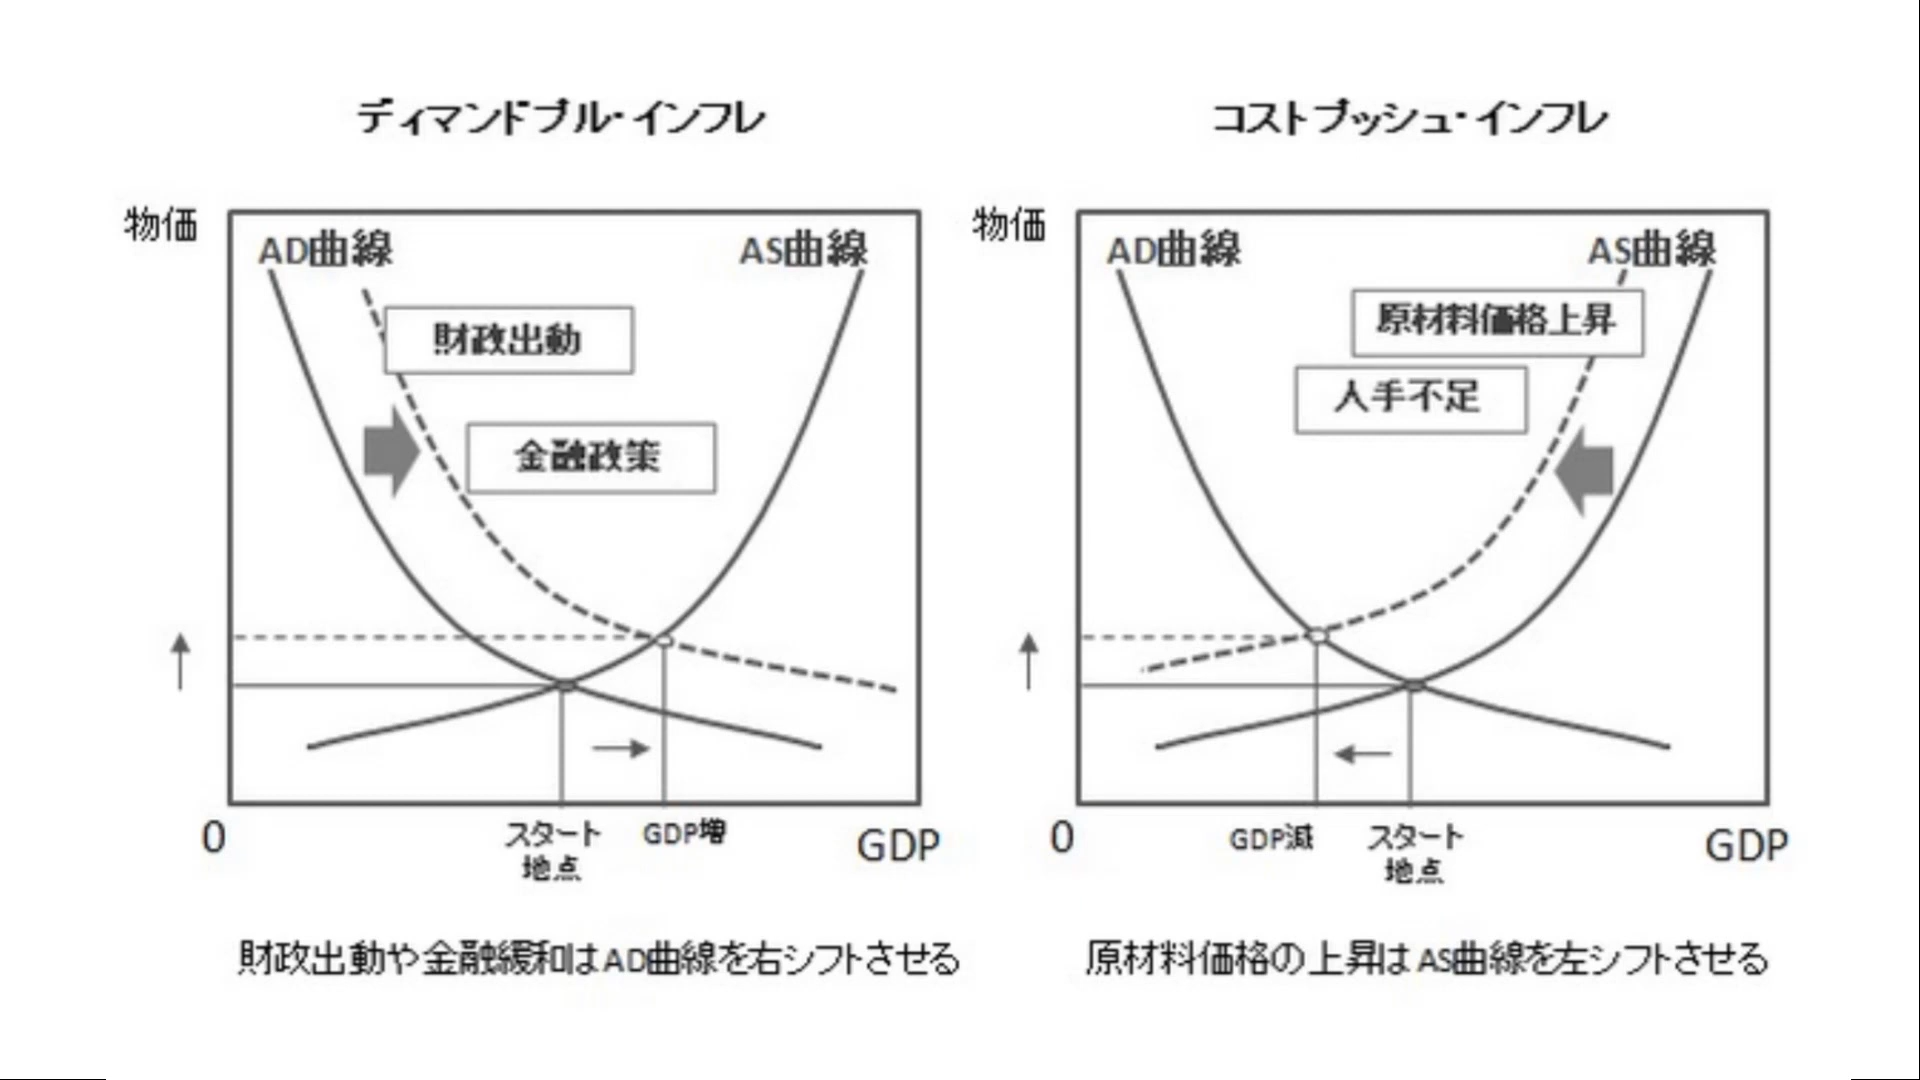 ディマンドプル・インフレ
物価
AD曲線
AS曲線
財政出動
金融政策
0
スタート
地点
GDP増
GDP
財政出動や金融緩和はAD曲線を右シフトさせる
コストプッシュ・インフレ
物価
AD曲線
AS曲線
原材料価格上昇
人手不足
0
GDP減
スタート
地点
GDP
原材料価格の上昇はAS曲線を左シフトさせる